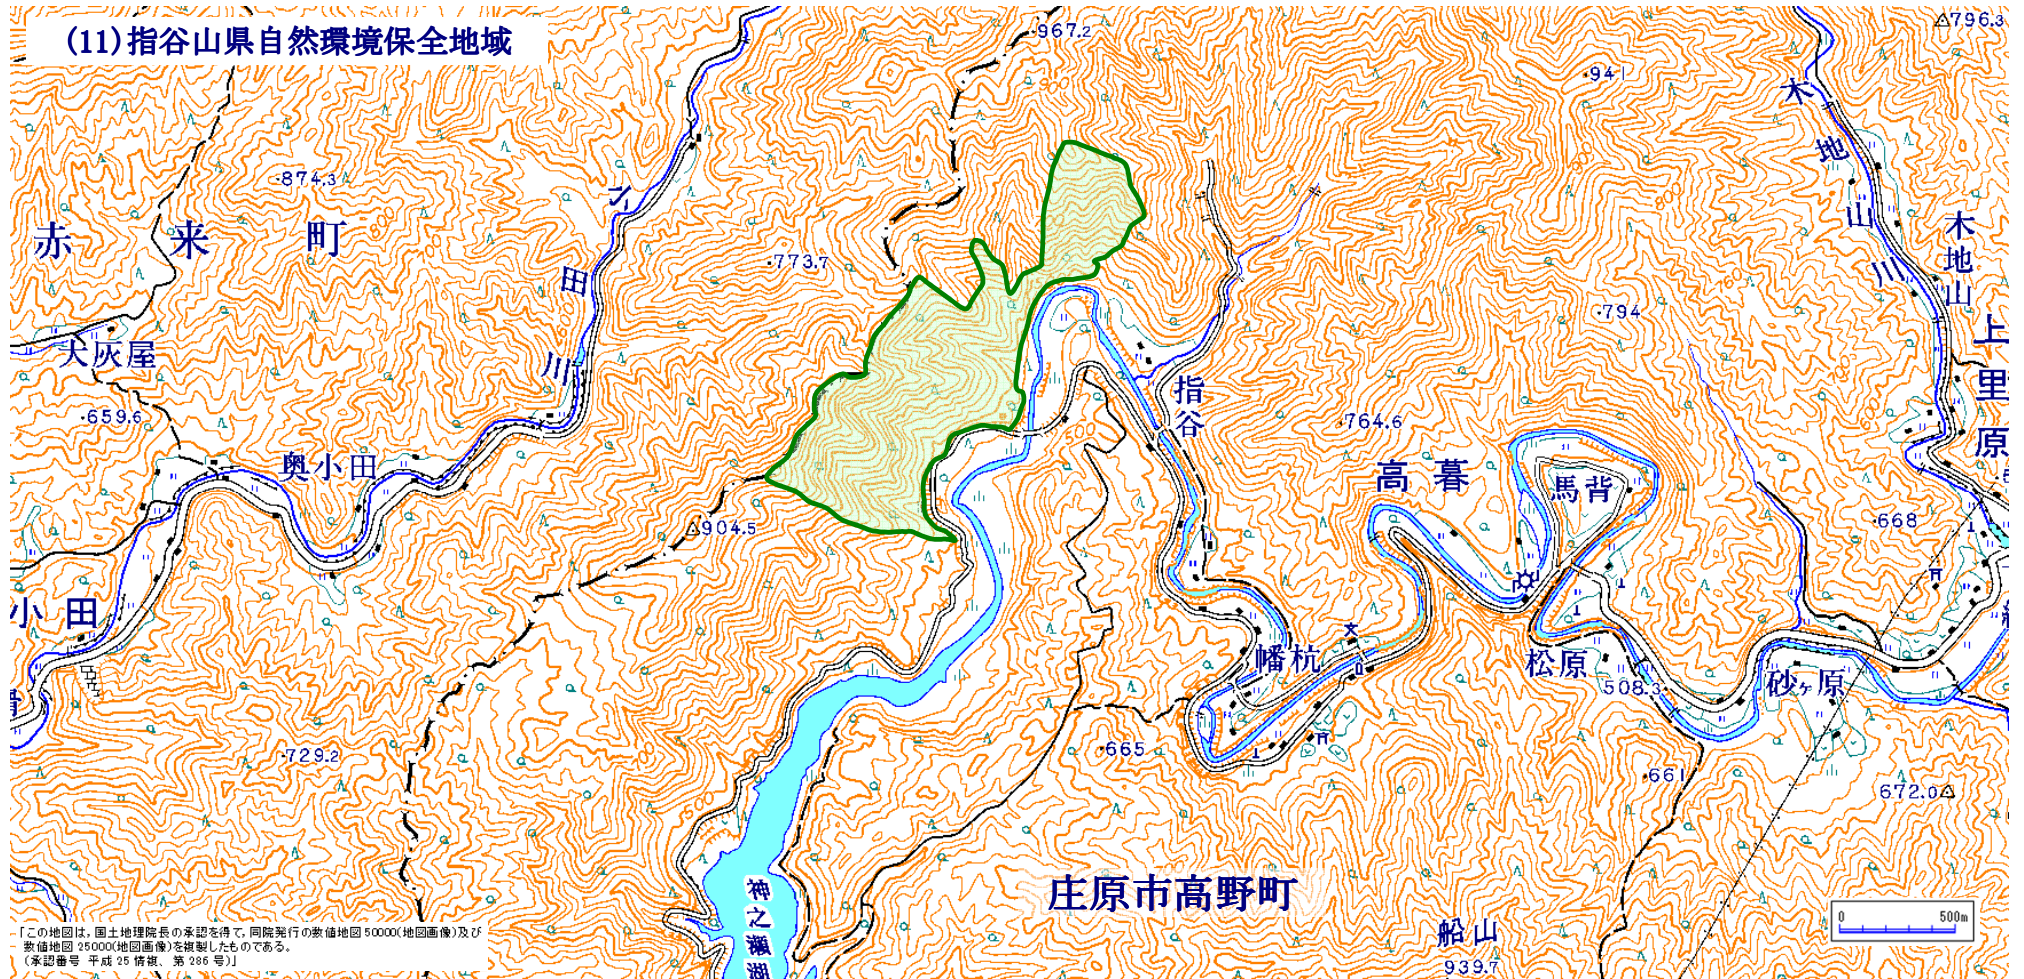 (11)指谷山県自然環境保全地域
967.2
796.3
941
木地山川
874.3
小田川
赤来町
木地山
773.7
794
上里原
大灰屋
指谷
659.6
764.6
500
奥小田
高暮
馬背
904.5
668
小田
幡杭
松原
508.3
砂ヶ原
729.2
665
661
672.0
神之瀬湖
庄原市高野町
船山
939.7
0 500m
「この地図は、国土地理院長の承認を得て、同院発行の数値地図50000(地図画像)及び
数値地図25000(地図画像)を複製したものである。
(承認番号 平成25情複、第286号)」